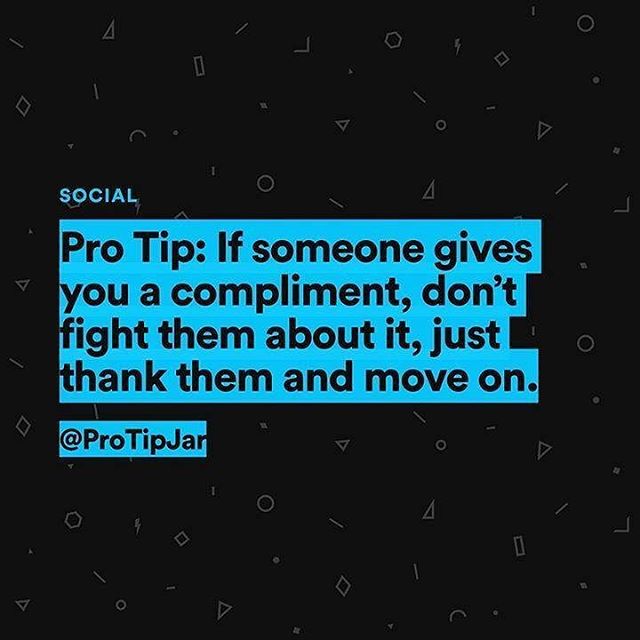 SOCIAL
Pro Tip: If someone gives
you a compliment, don’t
fight them about it, just
thank them and move on.
@ProTipJar